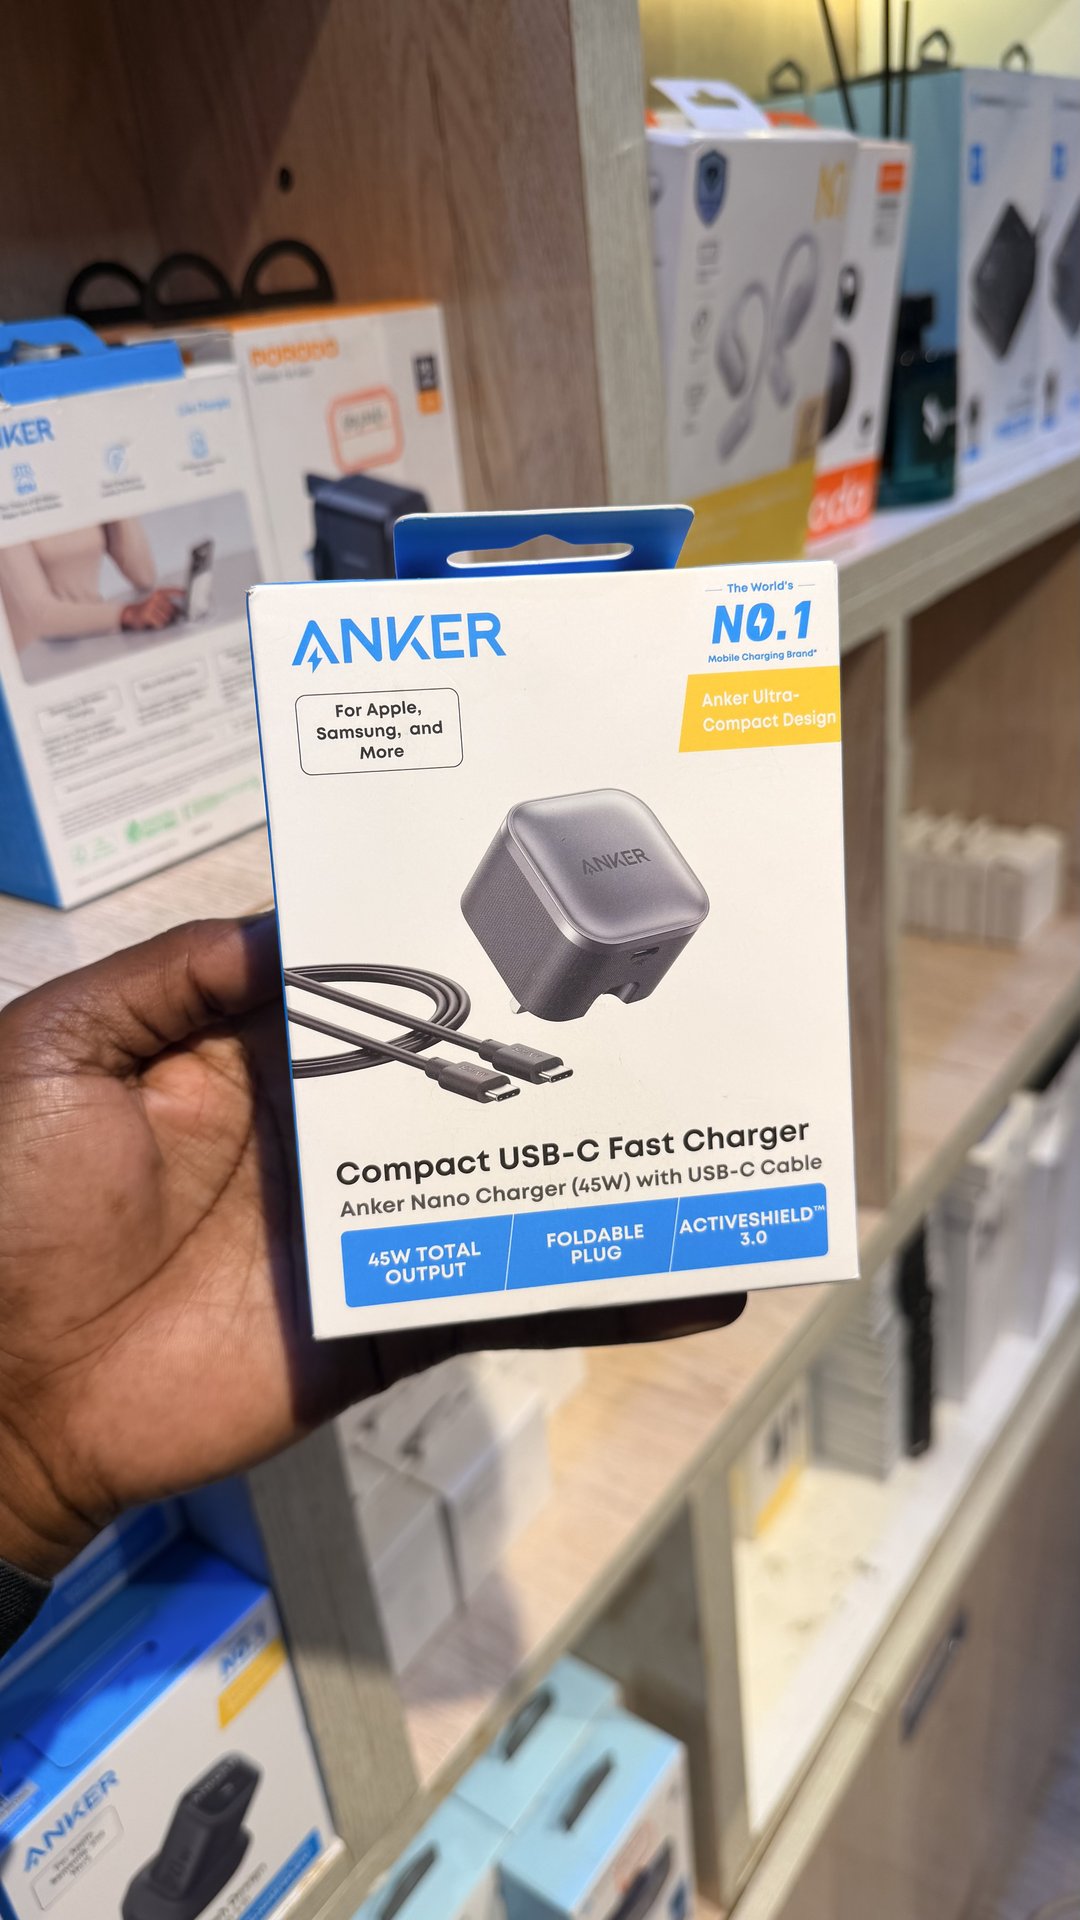 ANKER
The World's
NO.1
Mobile Charging Brand*
For Apple,
Samsung, and
More
Anker Ultra-
Compact Design
ANKER
Compact USB-C Fast Charger
Anker Nano Charger (45W) with USB-C Cable
45W TOTAL
OUTPUT
FOLDABLE
PLUG
ACTIVESHIELD™
3.0
ANKER
NO.1